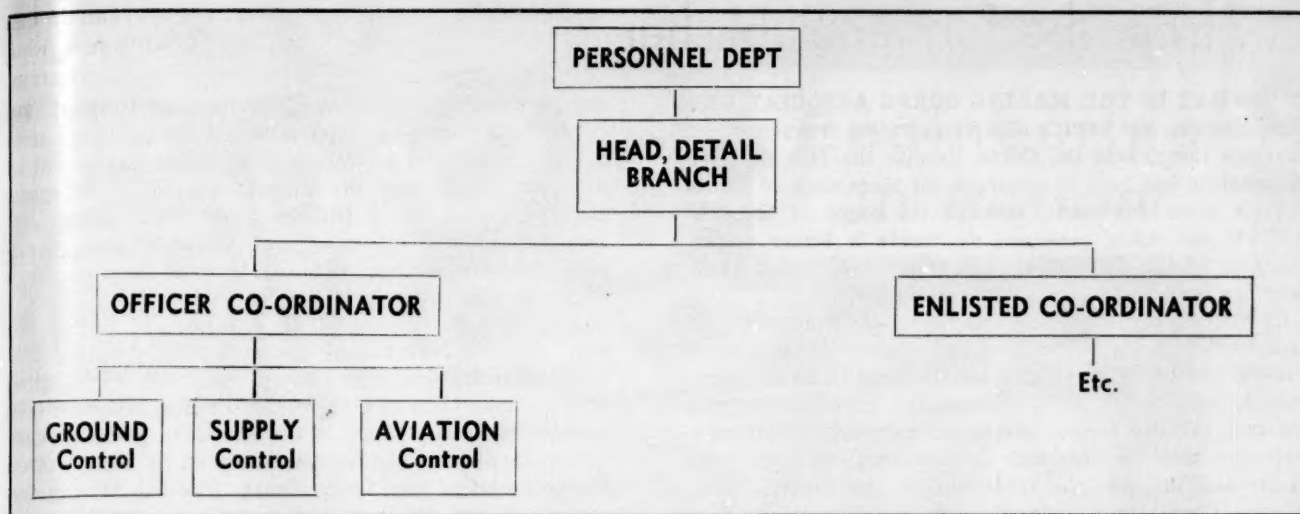 PERSONNEL DEPT
HEAD, DETAIL
BRANCH
OFFICER CO-ORDINATOR
ENLISTED CO-ORDINATOR
Etc.
GROUND
Control
SUPPLY
Control
AVIATION
Control